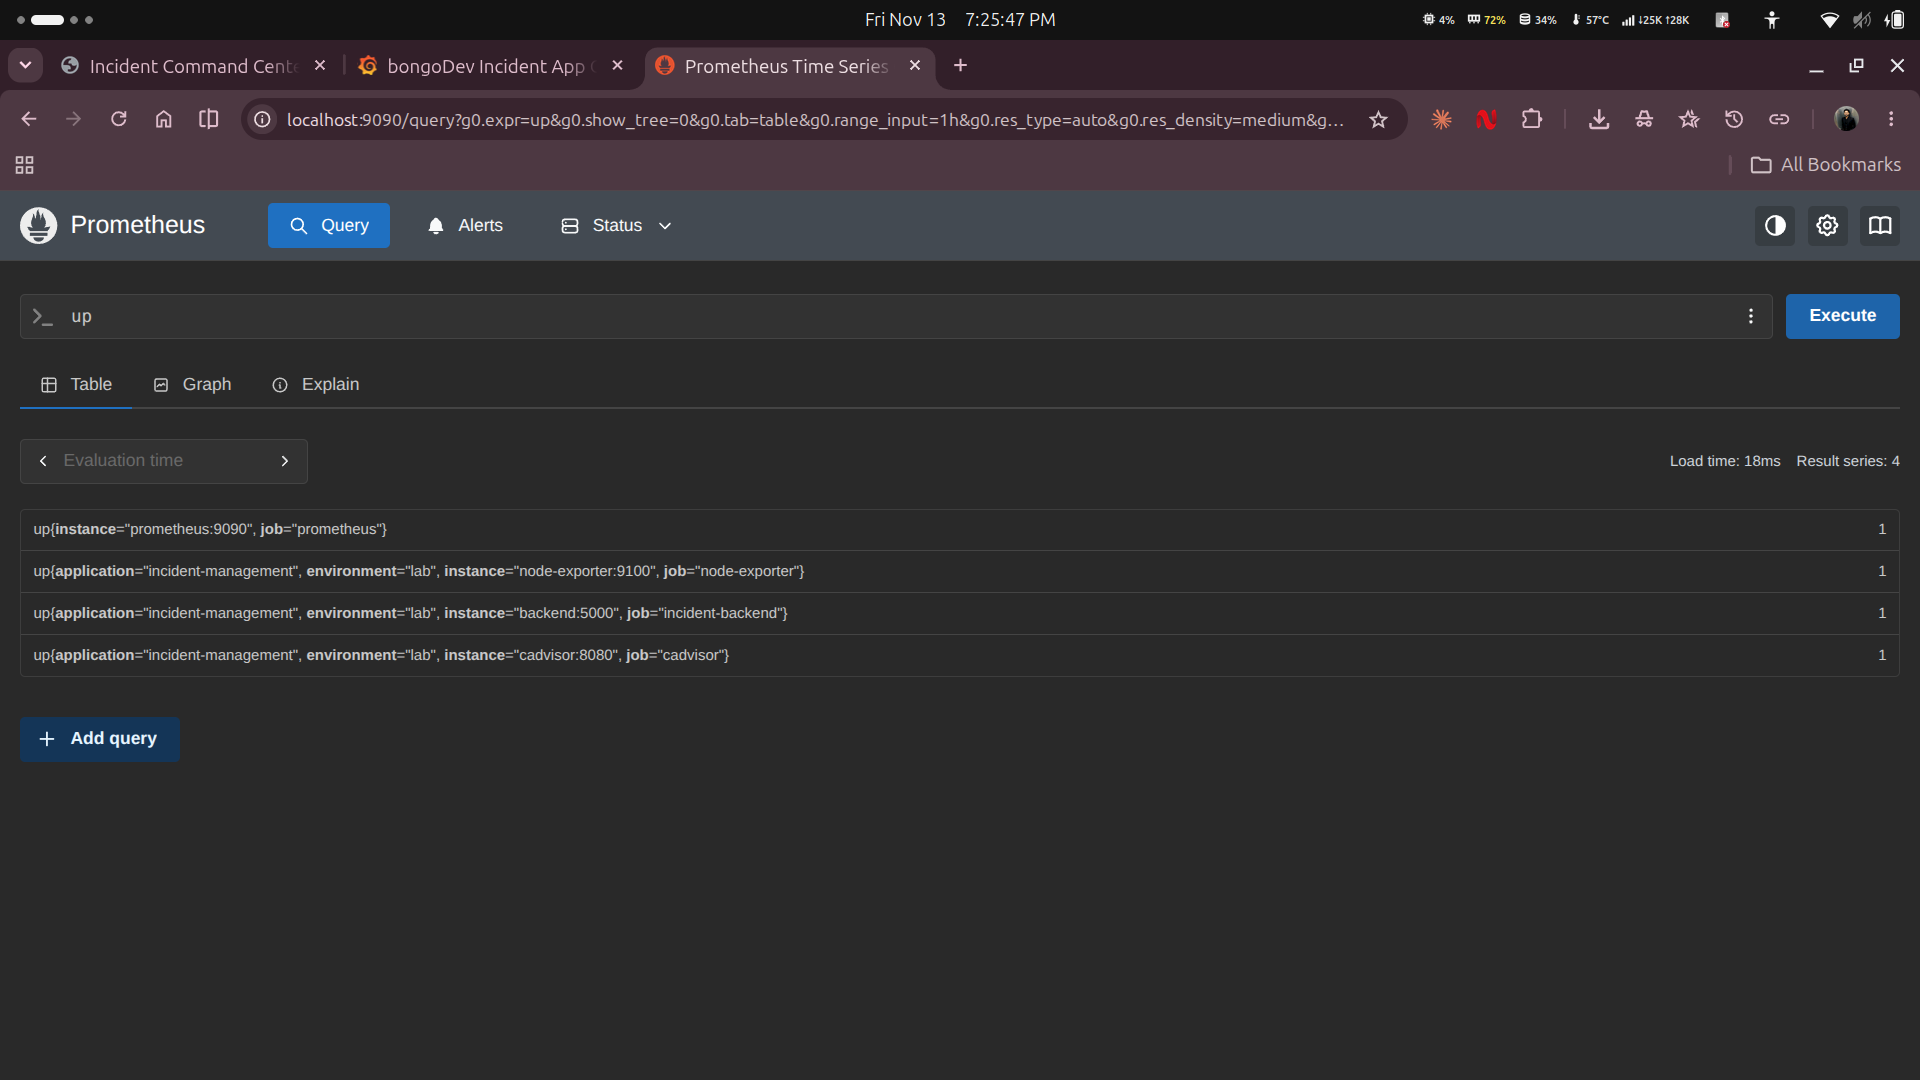 Fri Nov 13 7:25:47 PM
4% 72% 34% 57°C ↓25K ↑28K
Incident Command Cente
bongoDev Incident App
Prometheus Time Series
localhost:9090/query?g0.expr=up&g0.show_tree=0&g0.tab=table&g0.range_input=1h&g0.res_type=auto&g0.res_density=medium&g...
All Bookmarks
Prometheus
Query
Alerts
Status
up
Execute
Table
Graph
Explain
Evaluation time
Load time: 18ms Result series: 4
up{instance="prometheus:9090", job="prometheus"} 1
up{application="incident-management", environment="lab", instance="node-exporter:9100", job="node-exporter"} 1
up{application="incident-management", environment="lab", instance="backend:5000", job="incident-backend"} 1
up{application="incident-management", environment="lab", instance="cadvisor:8080", job="cadvisor"} 1
Add query